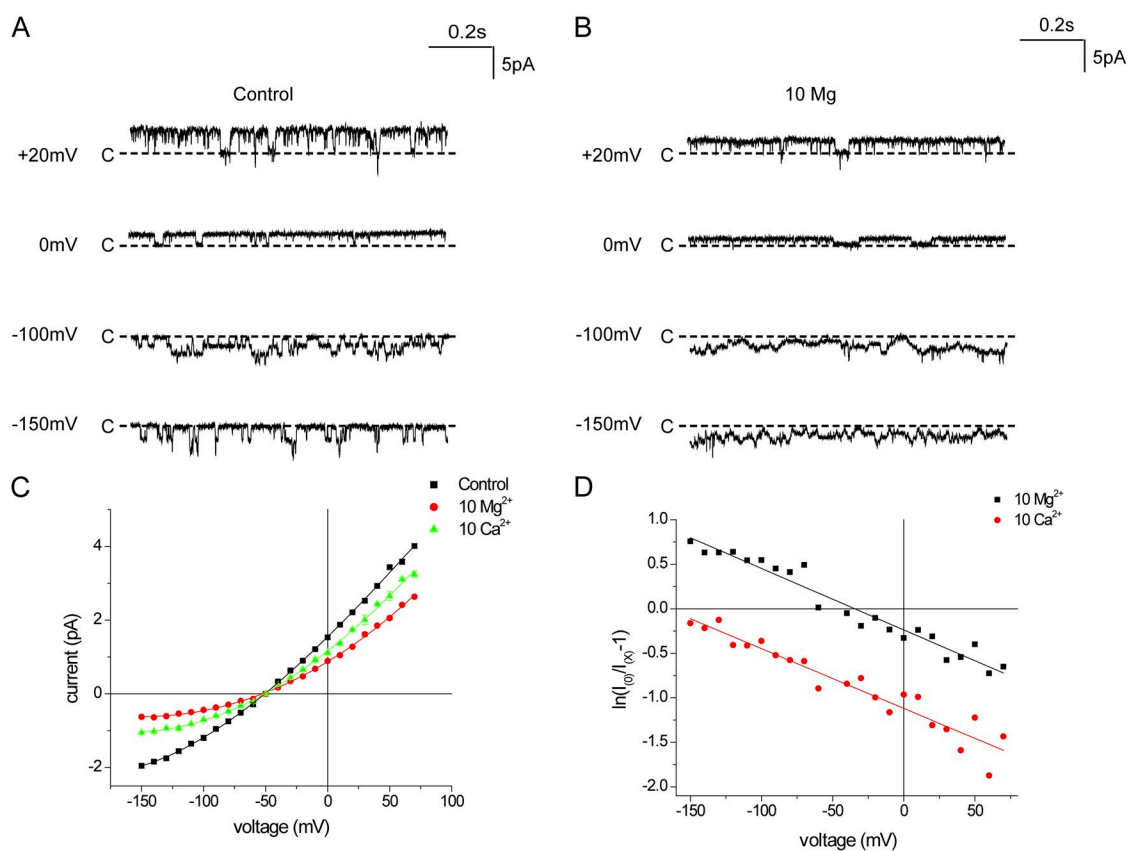 A
0.2s
5pA
Control
+20mV C
0mV C
-100mV C
-150mV C
B
0.2s
5pA
10 Mg
+20mV C
0mV C
-100mV C
-150mV C
C
Control
10 Mg²⁺
10 Ca²⁺
4
2
0
-2
current (pA)
-150 -100 -50 0 50 100
voltage (mV)
D
10 Mg²⁺
10 Ca²⁺
1.0
0.5
0.0
-0.5
-1.0
-1.5
-2.0
ln(I(0)/I(X)-1)
-150 -100 -50 0 50
voltage (mV)